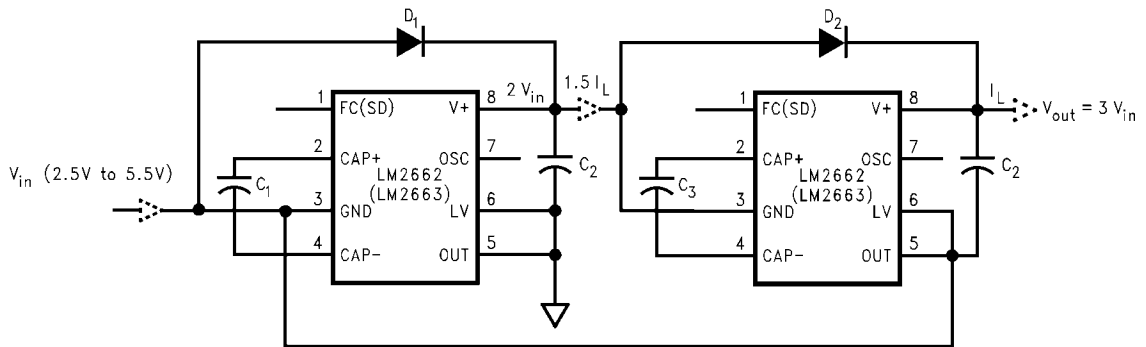 D1
D2
2 Vin
1.5 IL
IL
Vout = 3 Vin
Vin (2.5V to 5.5V)
1 FC(SD) V+ 8
2 CAP+ OSC 7
LM2662
(LM2663)
3 GND LV 6
4 CAP- OUT 5
C1
C2
1 FC(SD) V+ 8
2 CAP+ OSC 7
LM2662
(LM2663)
3 GND LV 6
4 CAP- OUT 5
C3
C2